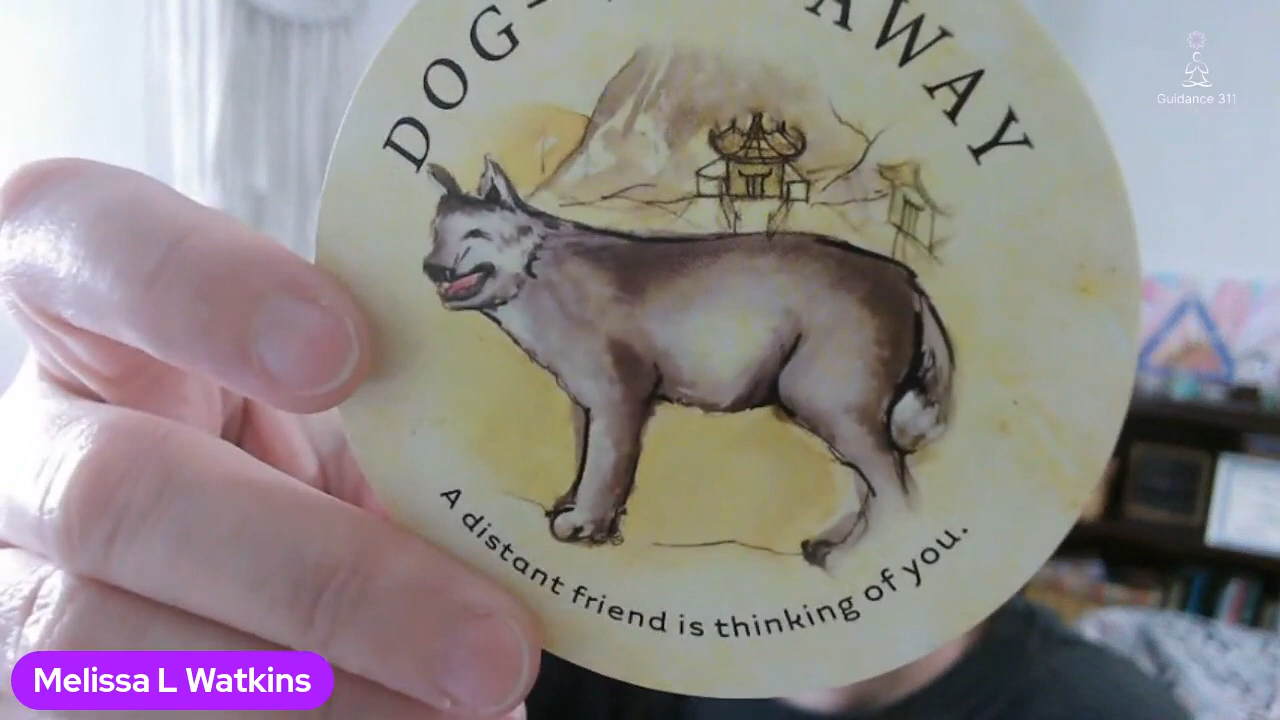 DOG-
AWAY
A distant friend is thinking of you.
Guidance 311
Melissa L Watkins